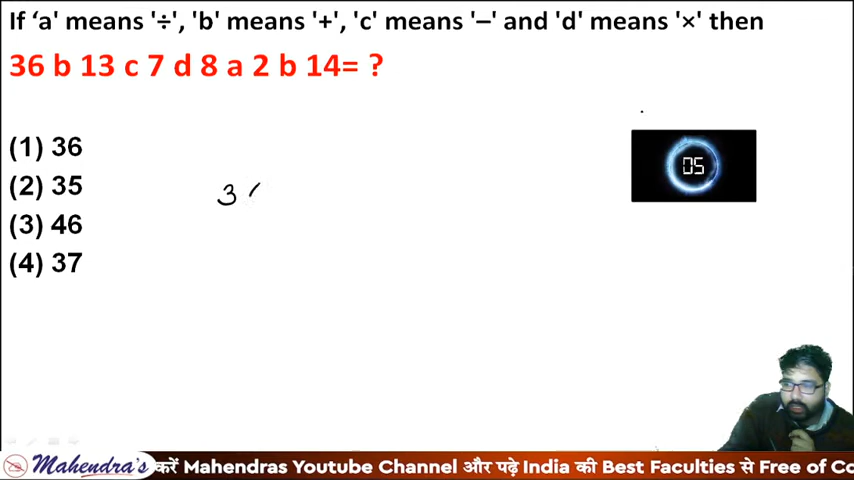 If ‘a' means '÷', 'b' means '+', 'c' means '–' and 'd' means '×' then
36 b 13 c 7 d 8 a 2 b 14= ?
(1) 36
(2) 35
(3) 46
(4) 37
05
3
Mahendra's करें Mahendras Youtube Channel और पढ़े India की Best Faculties से Free of Co